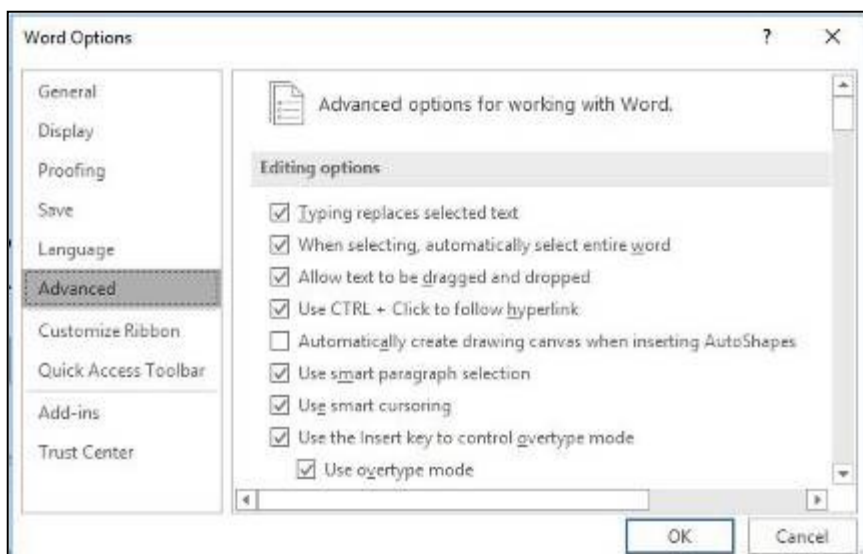 Word Options
?
General
Display
Proofing
Save
Language
Advanced
Customize Ribbon
Quick Access Toolbar
Add-ins
Trust Center
Advanced options for working with Word.
Editing options
Typing replaces selected text
When selecting, automatically select entire word
Allow text to be dragged and dropped
Use CTRL + Click to follow hyperlink
Automatically create drawing canvas when inserting AutoShapes
Use smart paragraph selection
Use smart cursoring
Use the Insert key to control overtype mode
Use overtype mode
OK
Cancel